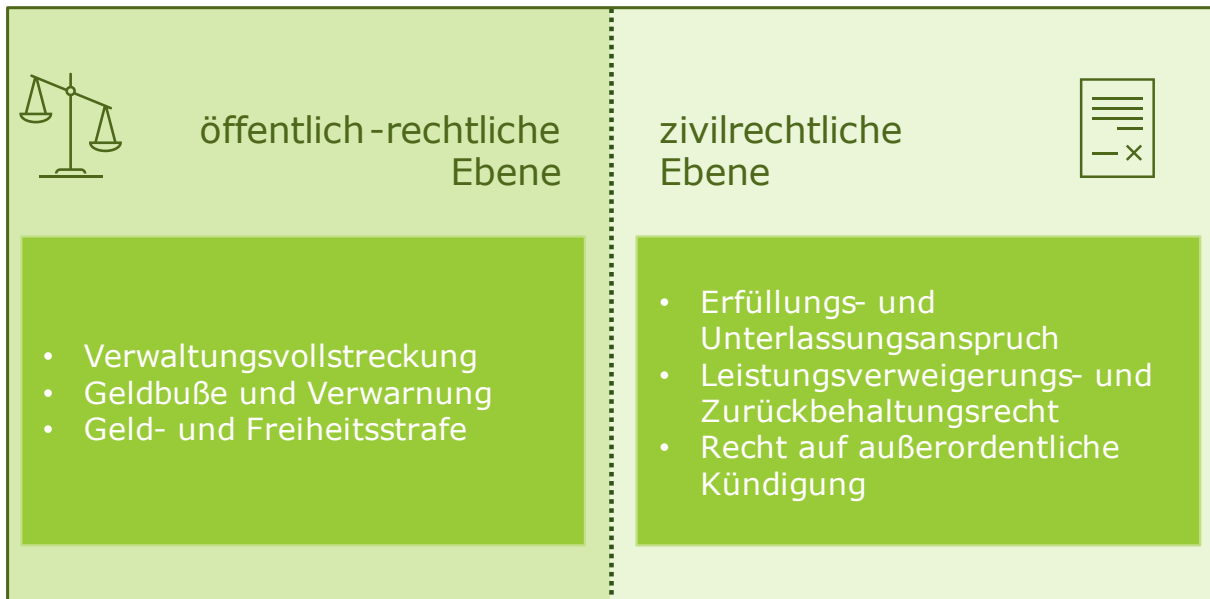 öffentlich-rechtliche
Ebene
• Verwaltungsvollstreckung
• Geldbuße und Verwarnung
• Geld- und Freiheitsstrafe
zivilrechtliche
Ebene
• Erfüllungs- und
Unterlassungsanspruch
• Leistungsverweigerungs- und
Zurückbehaltungsrecht
• Recht auf außerordentliche
Kündigung